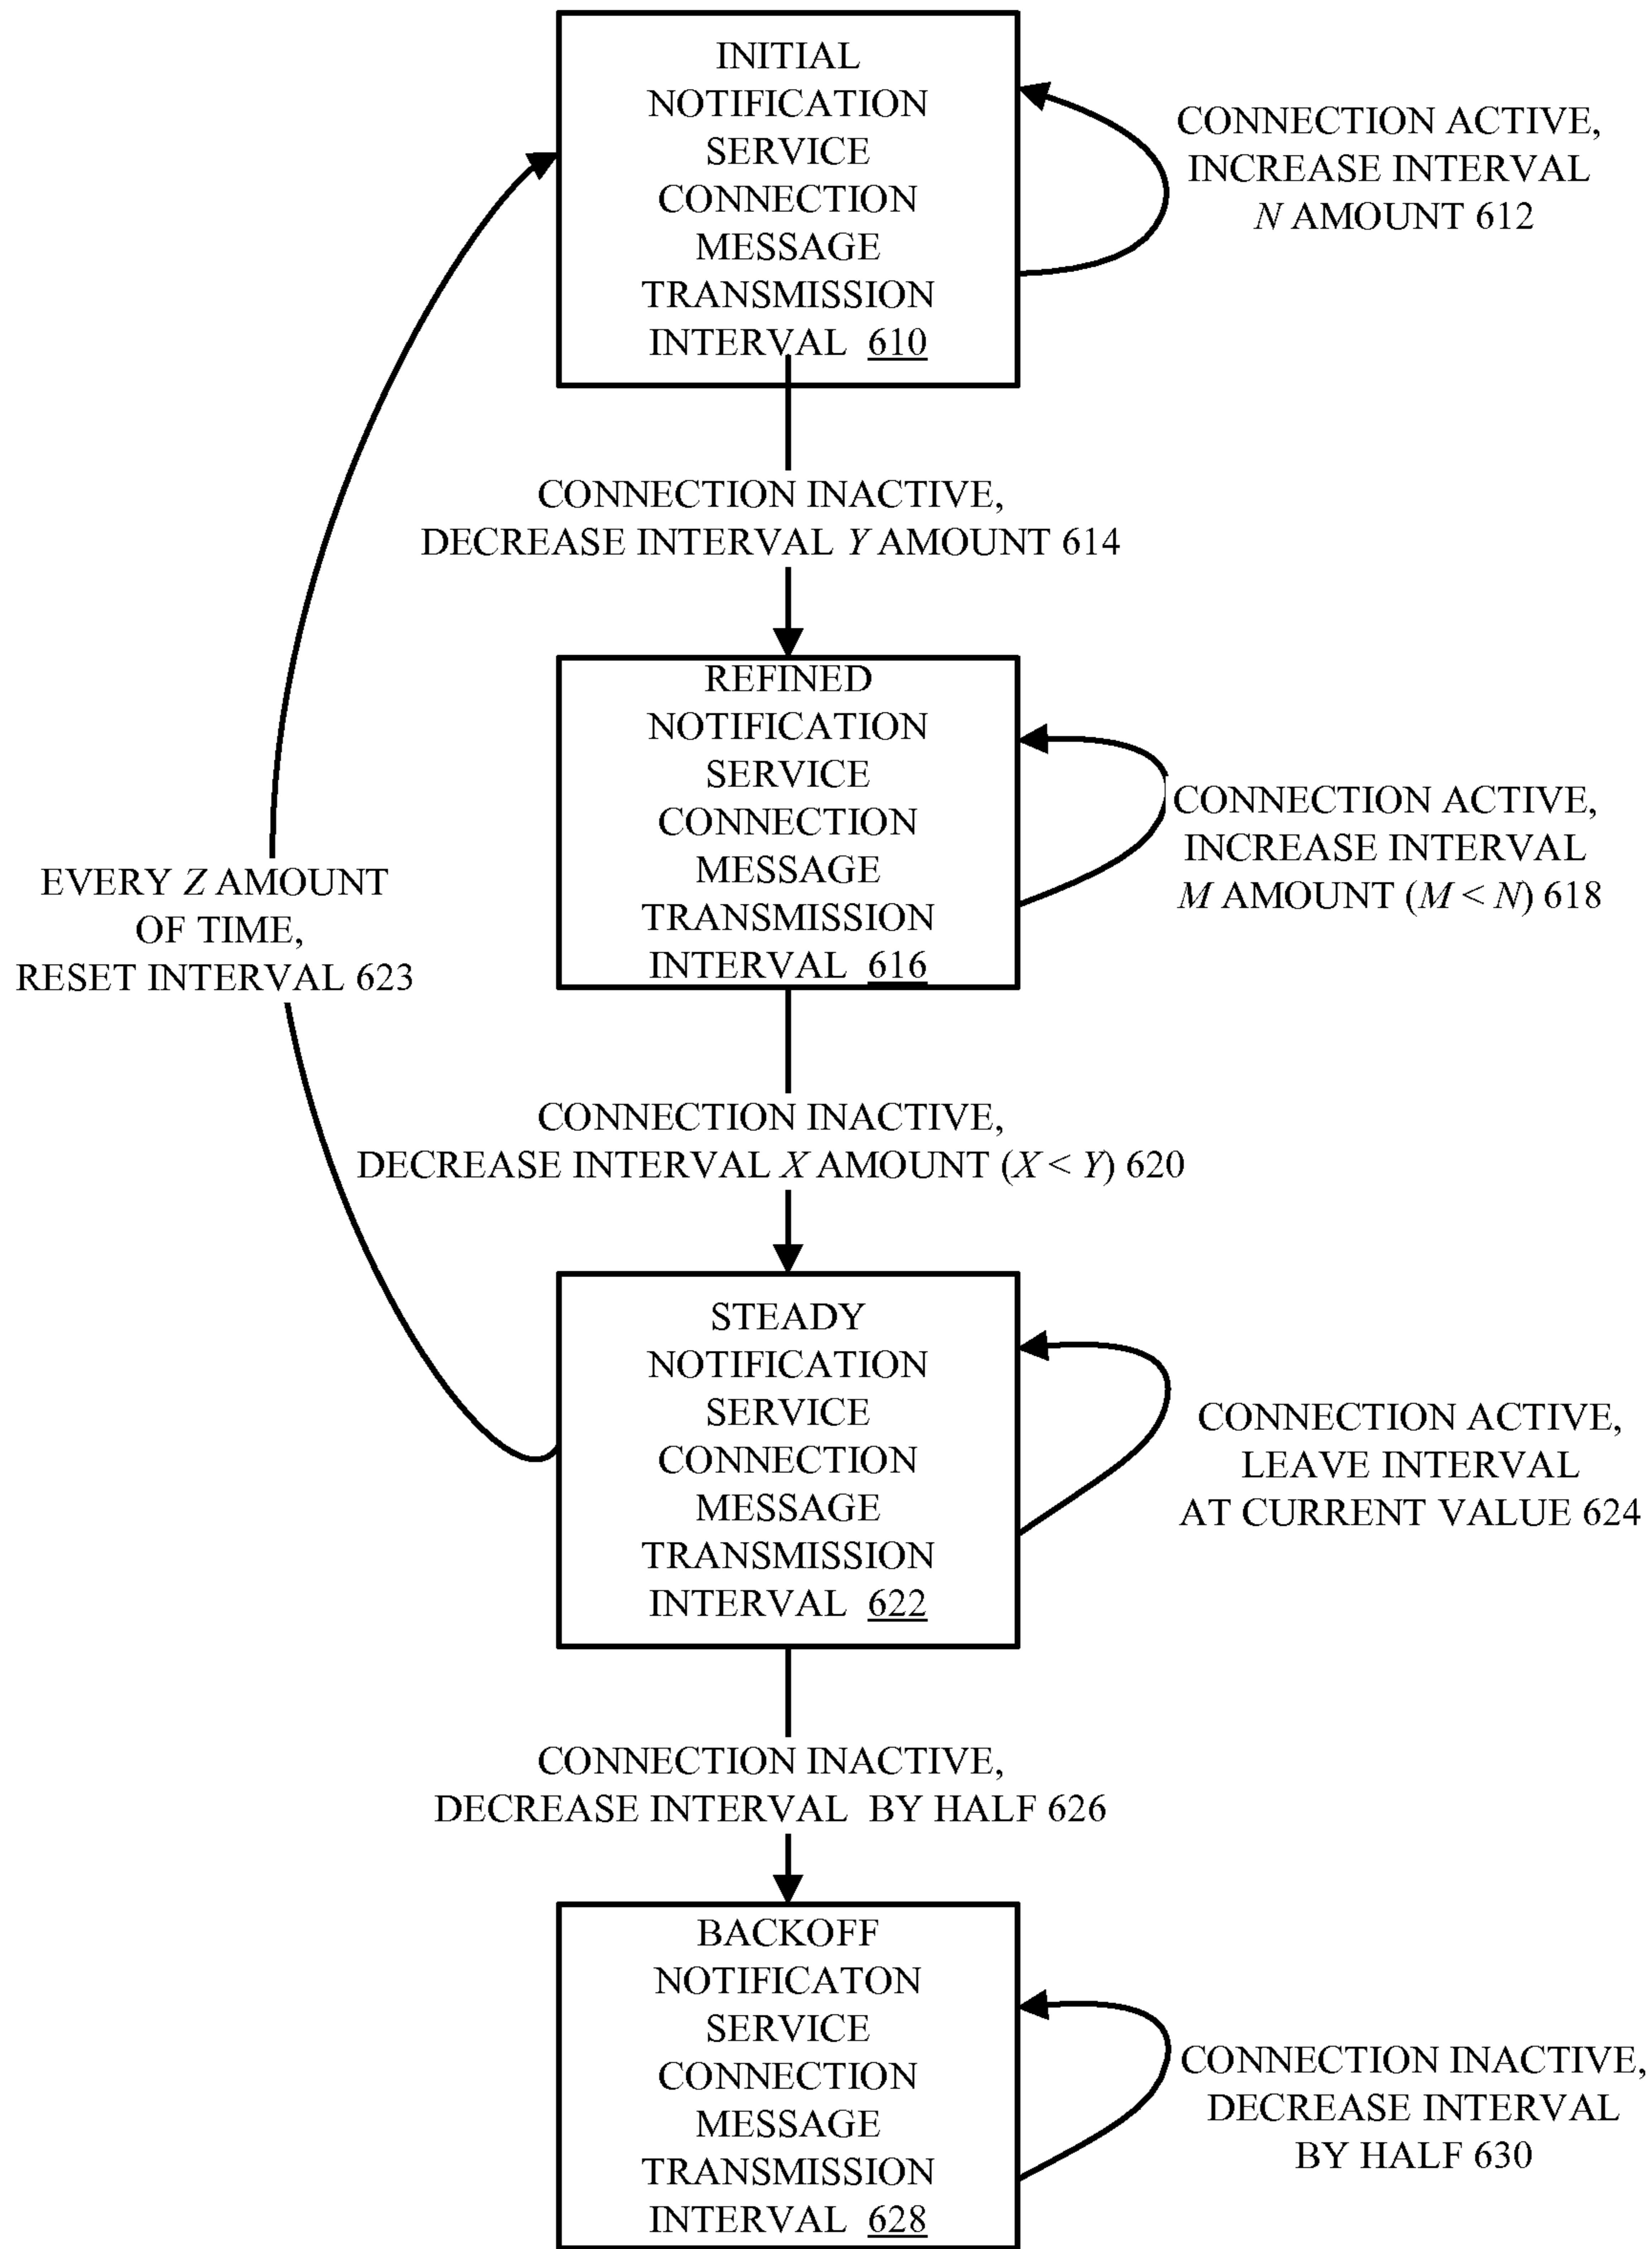 INITIAL
NOTIFICATION
SERVICE
CONNECTION
MESSAGE
TRANSMISSION
INTERVAL 610
CONNECTION ACTIVE,
INCREASE INTERVAL
N AMOUNT 612
CONNECTION INACTIVE,
DECREASE INTERVAL Y AMOUNT 614
REFINED
NOTIFICATION
SERVICE
CONNECTION
MESSAGE
TRANSMISSION
INTERVAL 616
CONNECTION ACTIVE,
INCREASE INTERVAL
M AMOUNT (M < N) 618
EVERY Z AMOUNT
OF TIME,
RESET INTERVAL 623
CONNECTION INACTIVE,
DECREASE INTERVAL X AMOUNT (X < Y) 620
STEADY
NOTIFICATION
SERVICE
CONNECTION
MESSAGE
TRANSMISSION
INTERVAL 622
CONNECTION ACTIVE,
LEAVE INTERVAL
AT CURRENT VALUE 624
CONNECTION INACTIVE,
DECREASE INTERVAL BY HALF 626
BACKOFF
NOTIFICATON
SERVICE
CONNECTION
MESSAGE
TRANSMISSION
INTERVAL 628
CONNECTION INACTIVE,
DECREASE INTERVAL
BY HALF 630